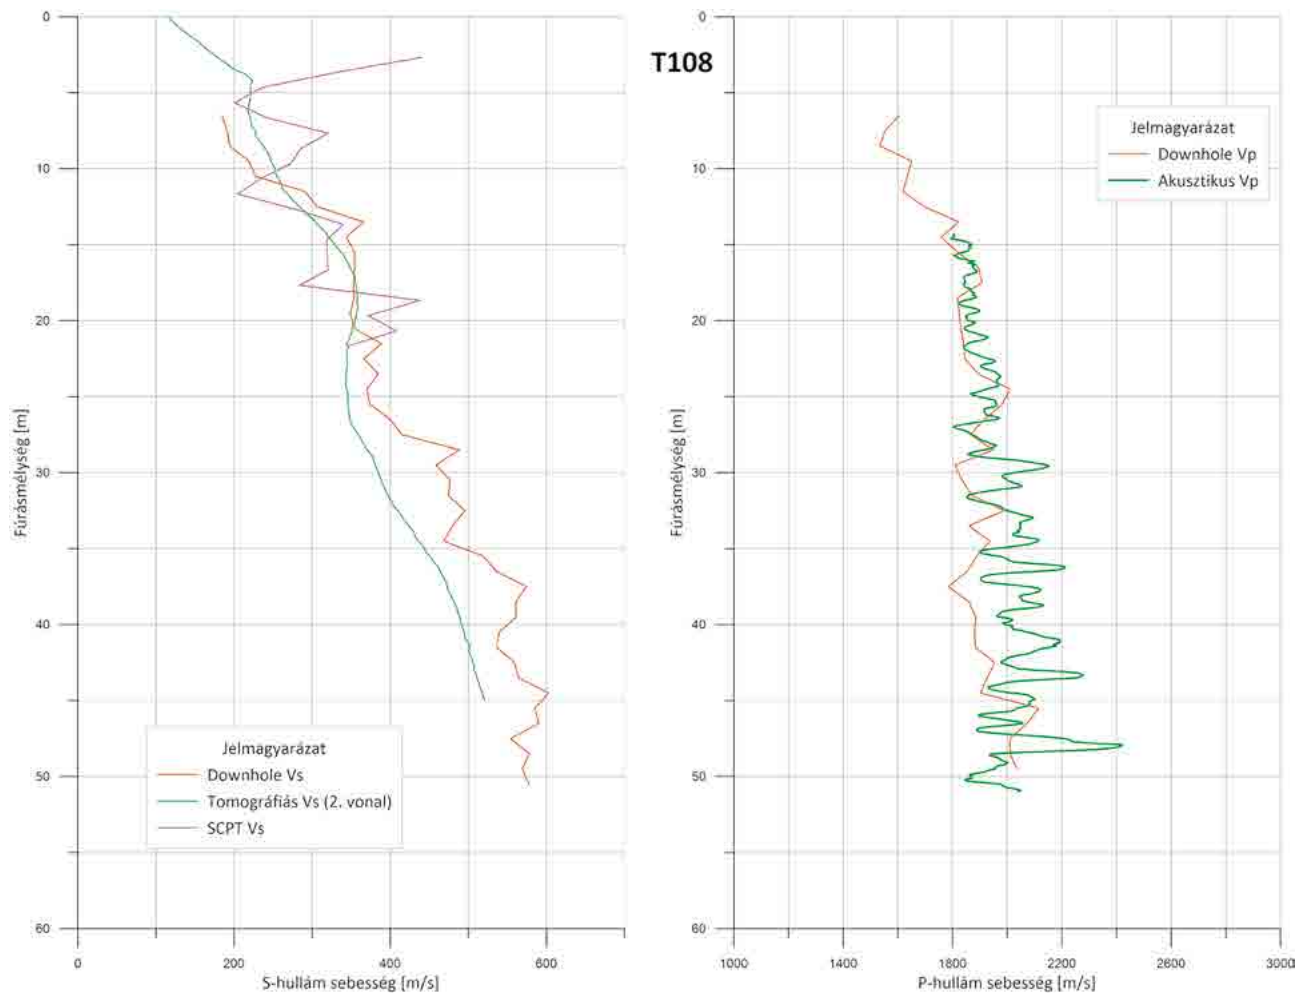 T108
0
10
20
30
40
50
60
Fúrásmélység [m]
0
200
400
600
S-hullám sebesség [m/s]
Jelmagyarázat
Downhole Vs
Tomográfiás Vs (2. vonal)
SCPT Vs
0
10
20
30
40
50
60
Fúrásmélység [m]
1000
1400
1800
2200
2600
3000
P-hullám sebesség [m/s]
Jelmagyarázat
Downhole Vp
Akusztikus Vp